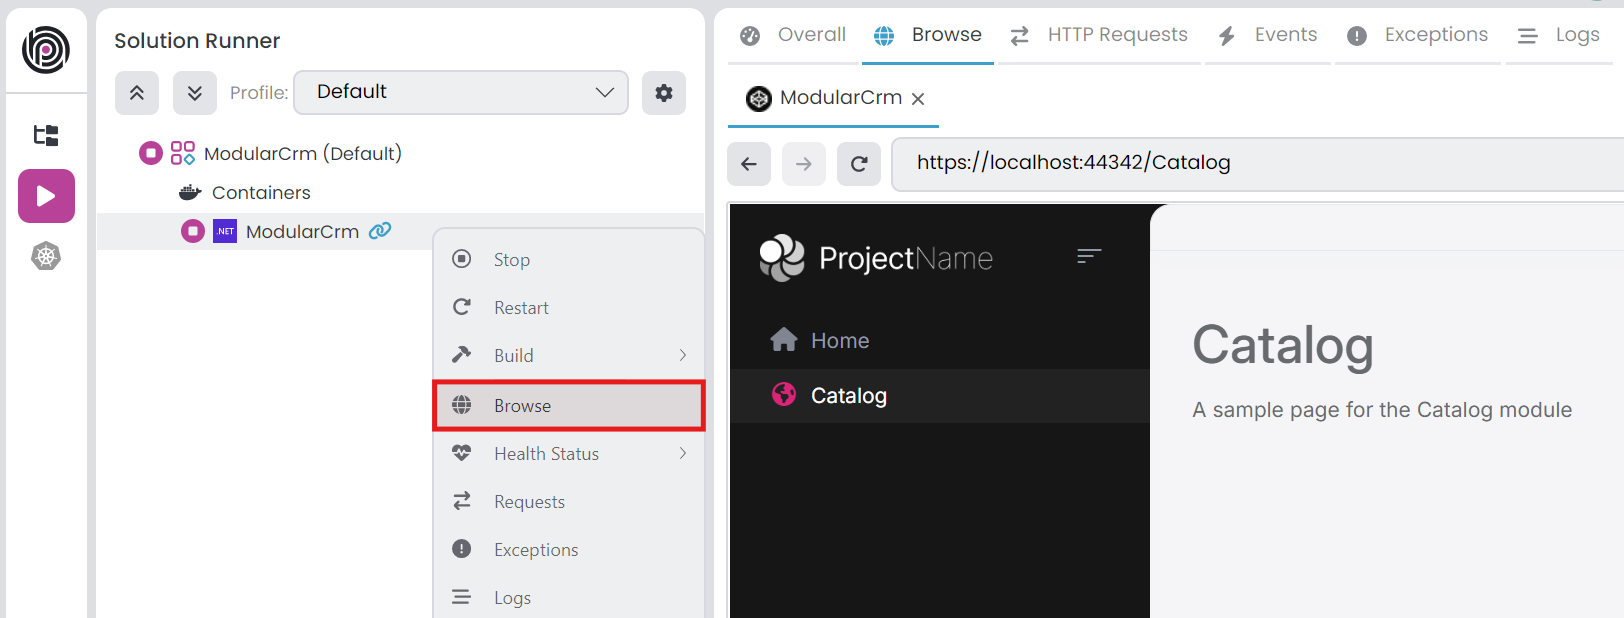 Solution Runner
Profile:
Default
ModularCrm (Default)
Containers
.NET ModularCrm
Stop
Restart
Build
Browse
Health Status
Requests
Exceptions
Logs
Overall
Browse
HTTP Requests
Events
Exceptions
Logs
ModularCrm
https://localhost:44342/Catalog
ProjectName
Home
Catalog
Catalog
A sample page for the Catalog module